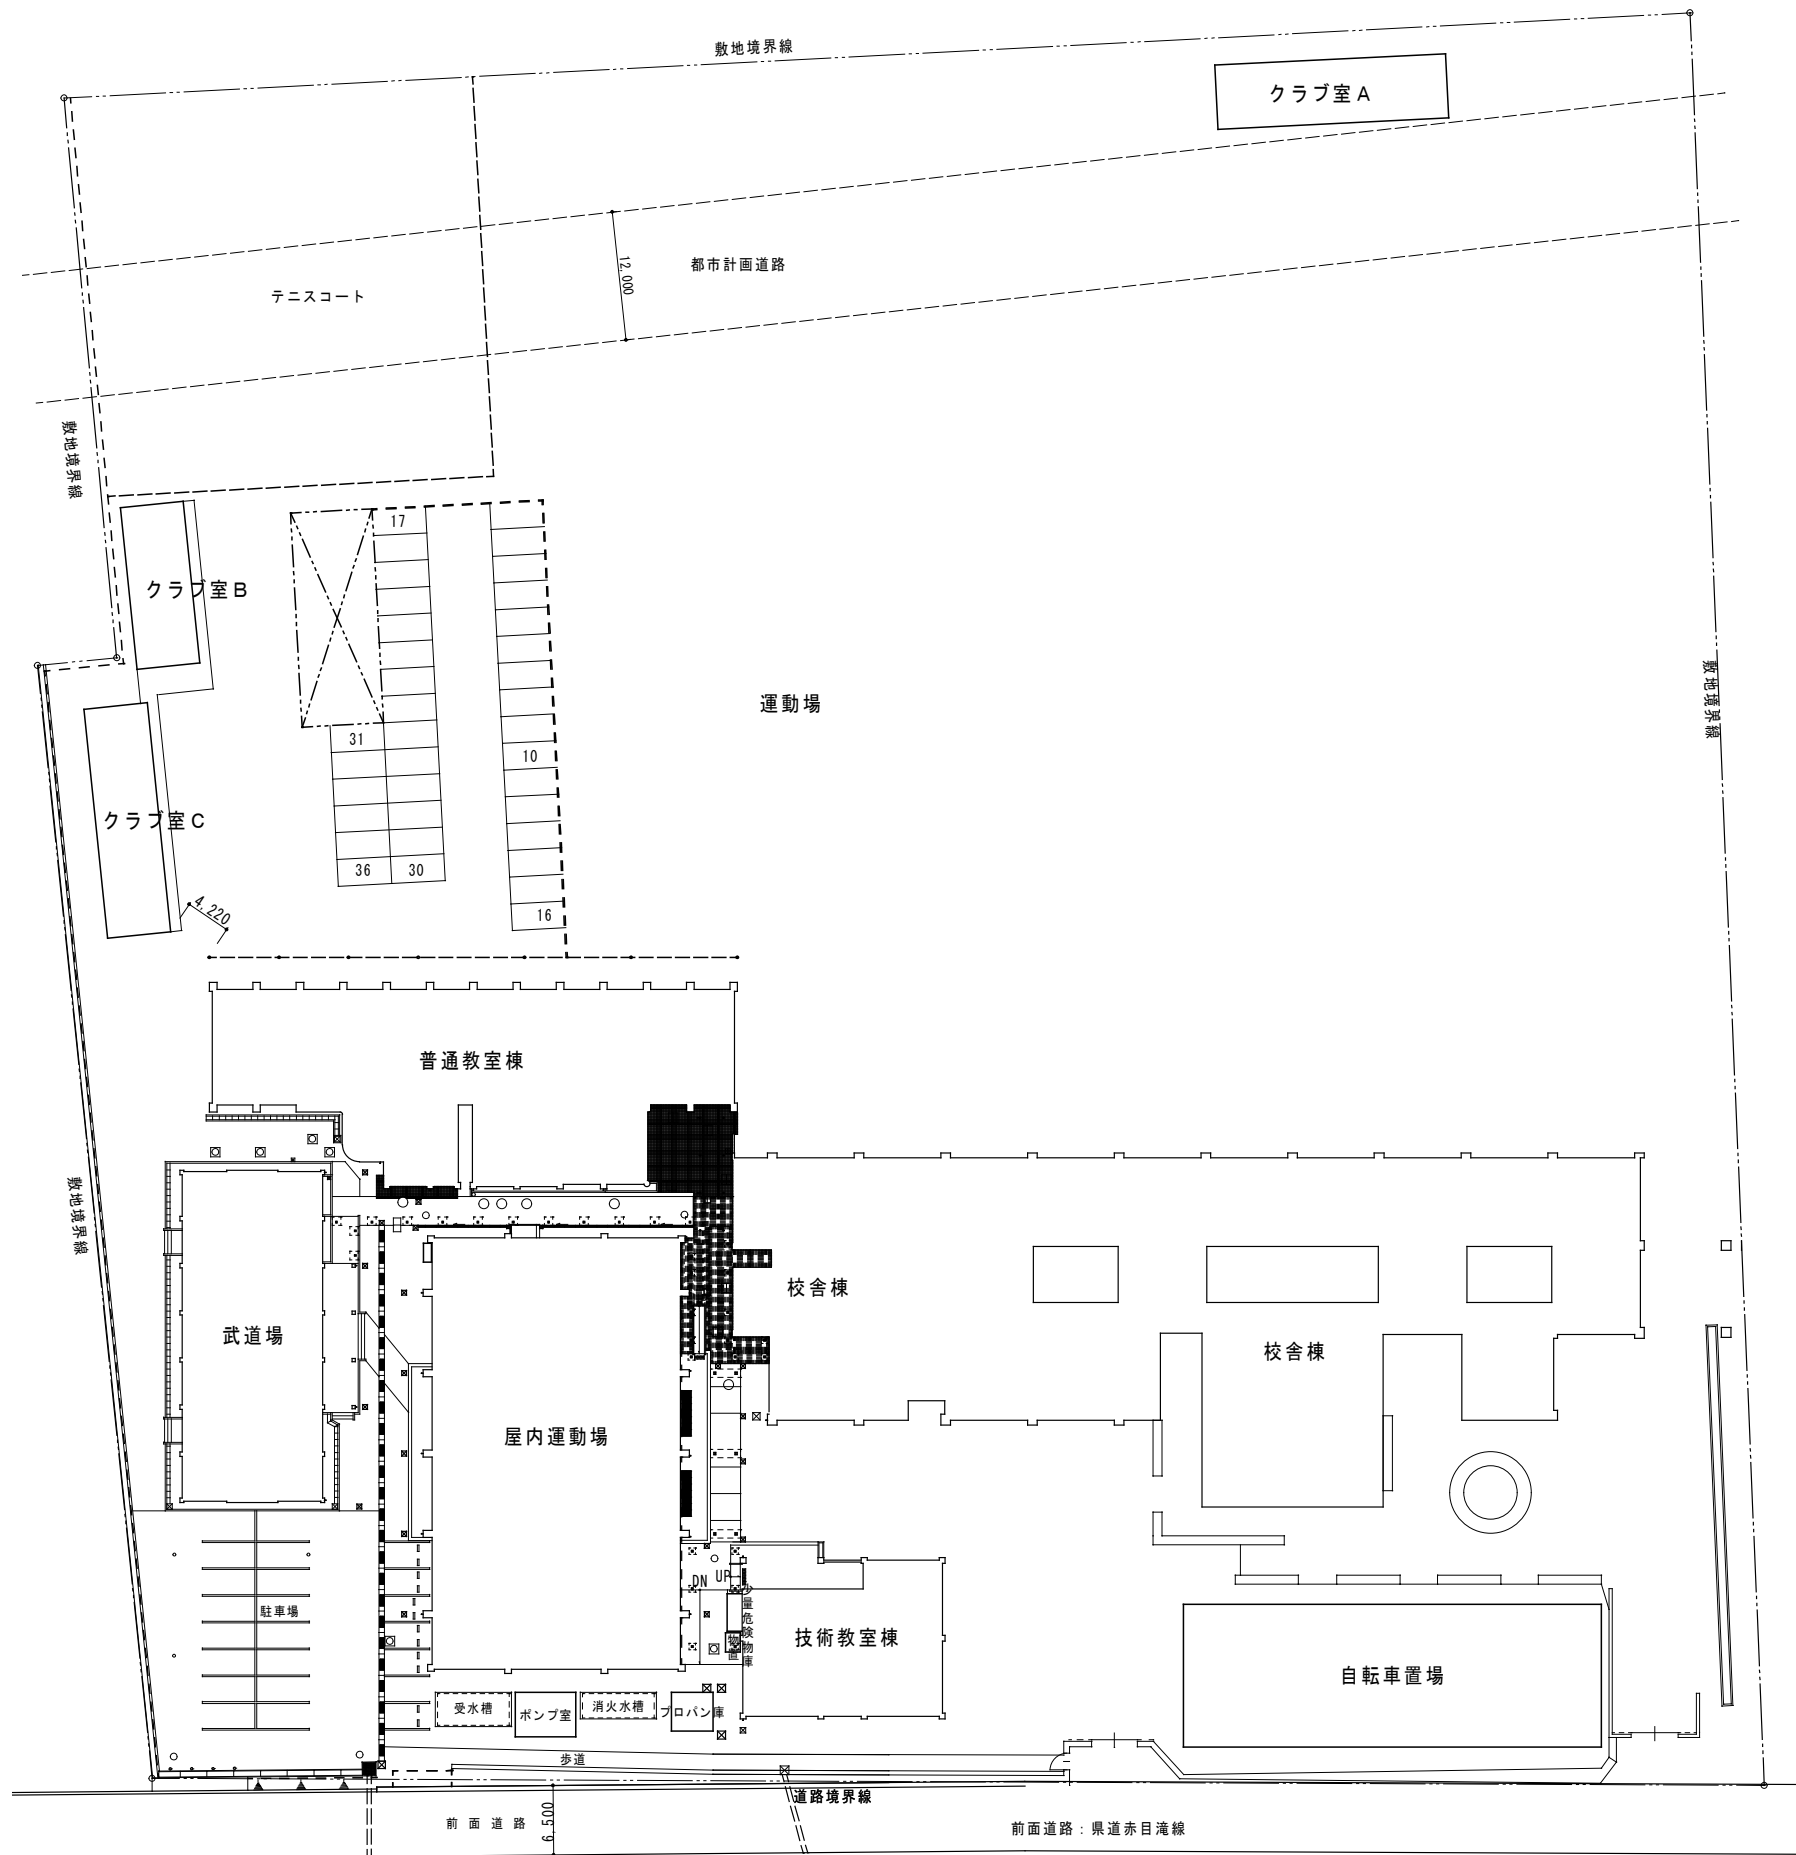 敷地境界線
クラブ室A
12,000
都市計画道路
テニスコート
敷地境界線
17
クラブ室B
敷地境界線
運動場
31
10
クラブ室C
36
30
16
4,220
普通教室棟
敷地境界線
校舎棟
武道場
校舎棟
屋内運動場
DN
UP
少量危険物庫
物置
駐車場
技術教室棟
自転車置場
受水槽
ポンプ室
消火水槽
プロパン庫
歩道
道路境界線
6,500
前面道路
前面道路：県道赤目滝線